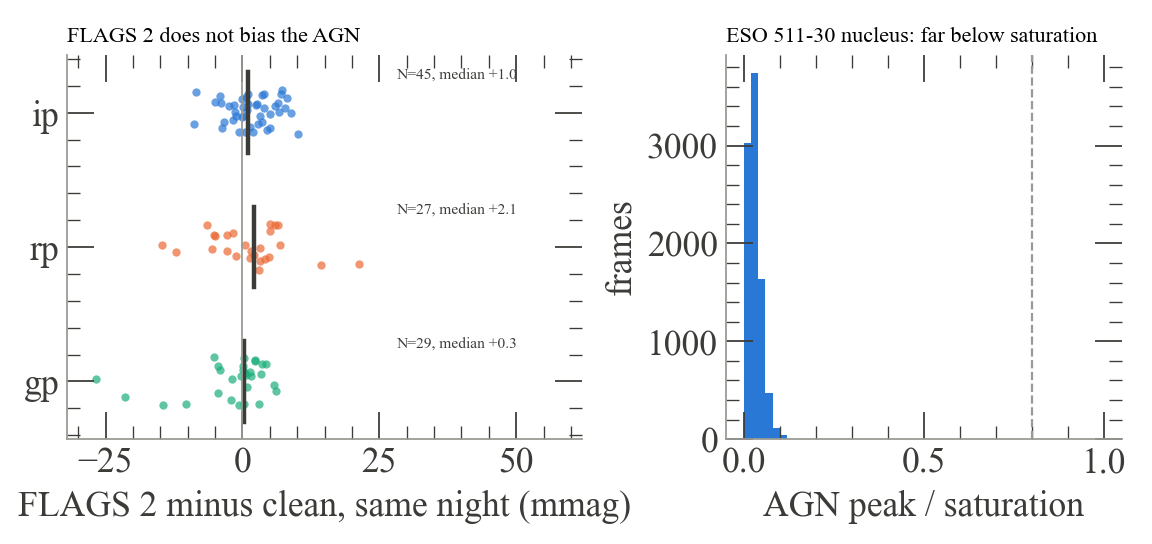 FLAGS 2 does not bias the AGN
N=45, median +1.0
ip
N=27, median +2.1
rp
N=29, median +0.3
gp
−25 0 25 50
FLAGS 2 minus clean, same night (mmag)
ESO 511-30 nucleus: far below saturation
3000
2000
1000
0
frames
0.0 0.5 1.0
AGN peak / saturation